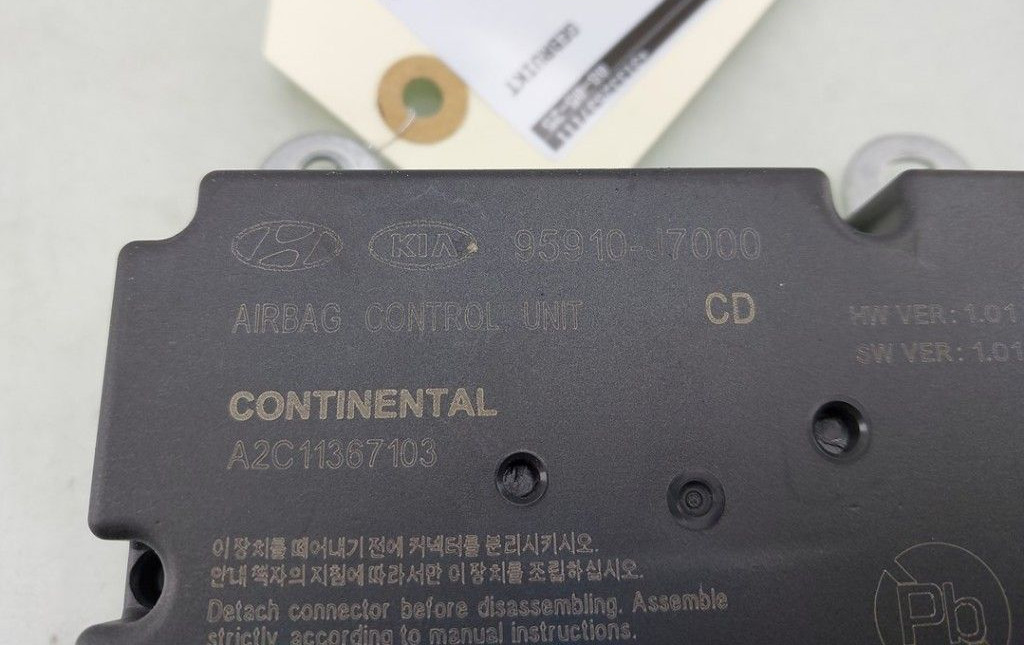 GEBRUIKT
KIA 95910-J7000
AIRBAG CONTROL UNIT CD
HW VER: 1.01
SW VER: 1.01
CONTINENTAL
A2C11367103
이 장치를 떼어내기 전에 커넥터를 분리시키시오.
안내 책자의 지침에 따라서만 이 장치를 조립하십시오.
Detach connector before disassembling. Assemble
strictly according to manual instructions.
Pb